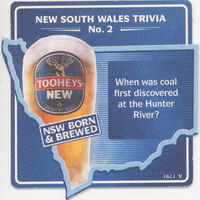 NEW SOUTH WALES TRIVIA
No. 2
TOOHEYS
NEW
NSW BORN
& BREWED
When was coal
first discovered
at the Hunter
River?
A. 1791